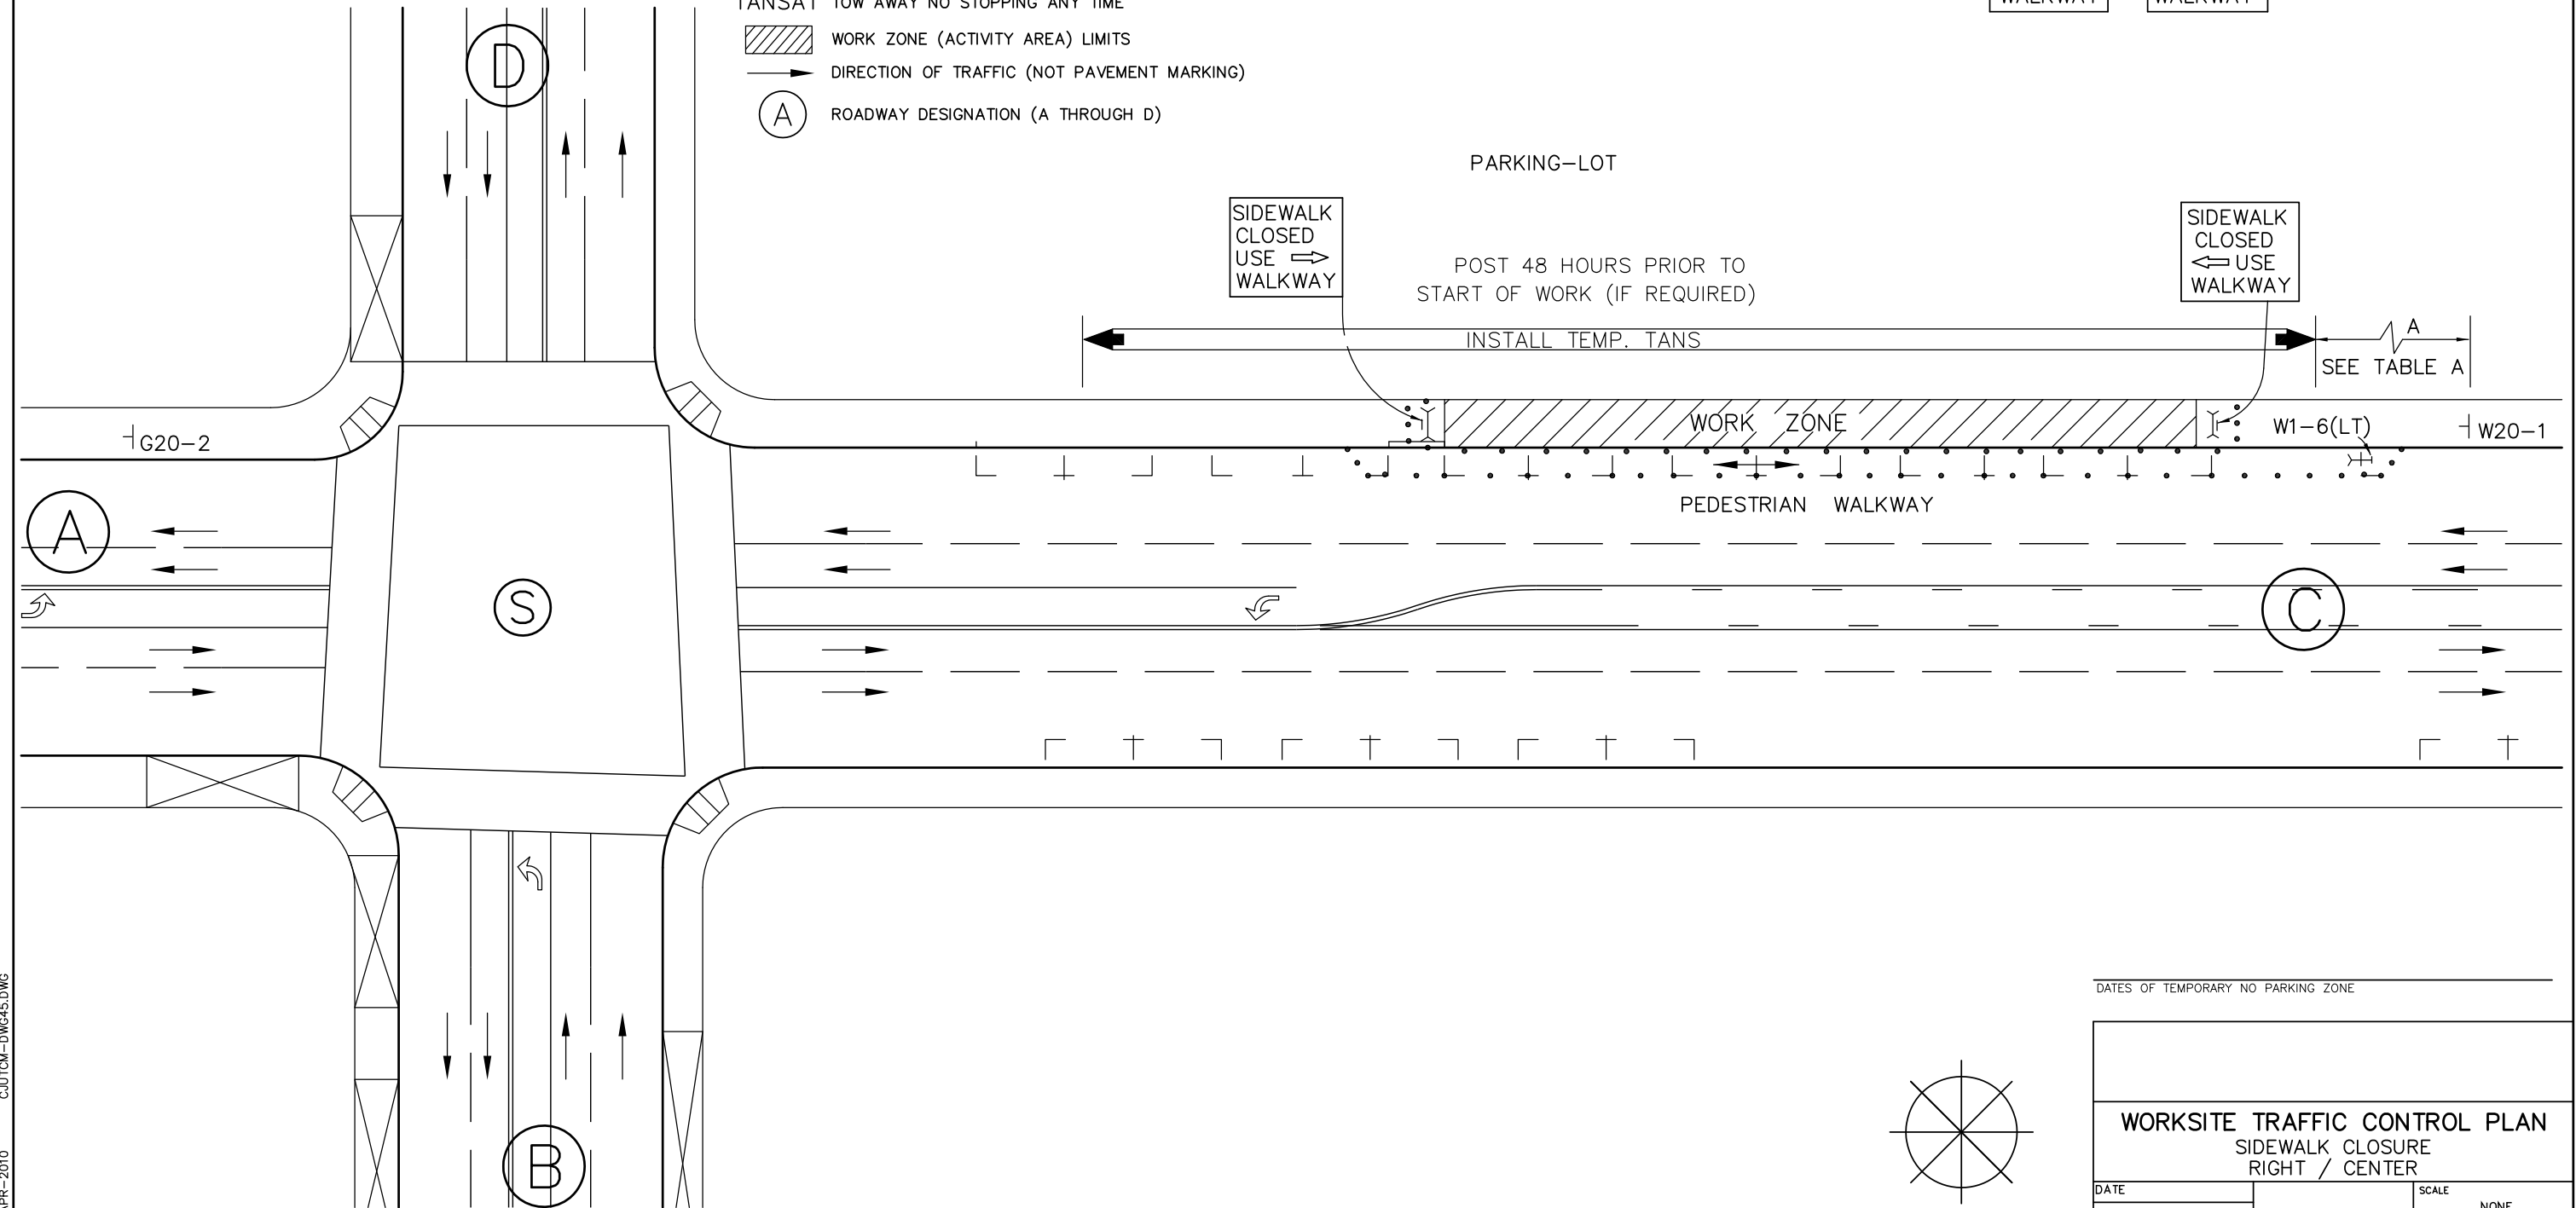 TANSAT TOW AWAY NO STOPPING ANY TIME
WALKWAY
WALKWAY
WORK ZONE (ACTIVITY AREA) LIMITS
DIRECTION OF TRAFFIC (NOT PAVEMENT MARKING)
A
ROADWAY DESIGNATION (A THROUGH D)
D
PARKING-LOT
SIDEWALK
CLOSED
USE ⇨
WALKWAY
POST 48 HOURS PRIOR TO
START OF WORK (IF REQUIRED)
INSTALL TEMP. TANS
SIDEWALK
CLOSED
⇦ USE
WALKWAY
A
SEE TABLE A
G20-2
WORK ZONE
W1-6(LT)
W20-1
PEDESTRIAN WALKWAY
A
S
C
B
DATES OF TEMPORARY NO PARKING ZONE
WORKSITE TRAFFIC CONTROL PLAN
SIDEWALK CLOSURE
RIGHT / CENTER
DATE
SCALE
NONE
APR-2010 CJUTCM-DWG45.DWG